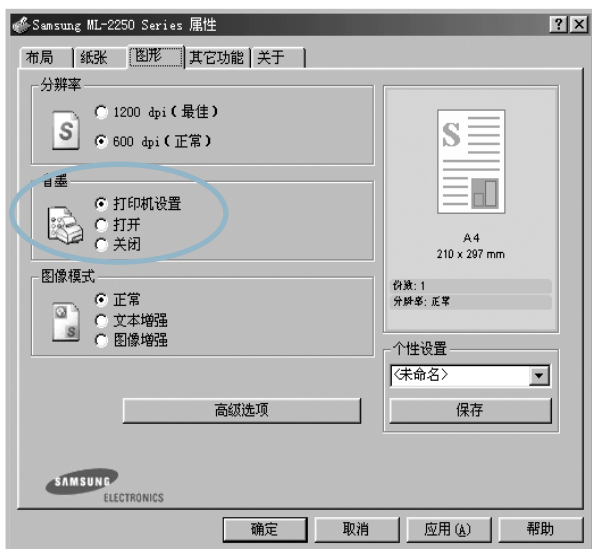 Samsung ML-2250 Series 属性
布局 纸张 图形 其它功能 关于
分辨率
1200 dpi(最佳)
600 dpi(正常)
省墨
打印机设置
打开
关闭
图像模式
正常
文本增强
图像增强
高级选项
A4
210 x 297 mm
份数: 1
分辨率: 正常
个性设置
<未命名>
保存
SAMSUNG
ELECTRONICS
确定 取消 应用(A) 帮助